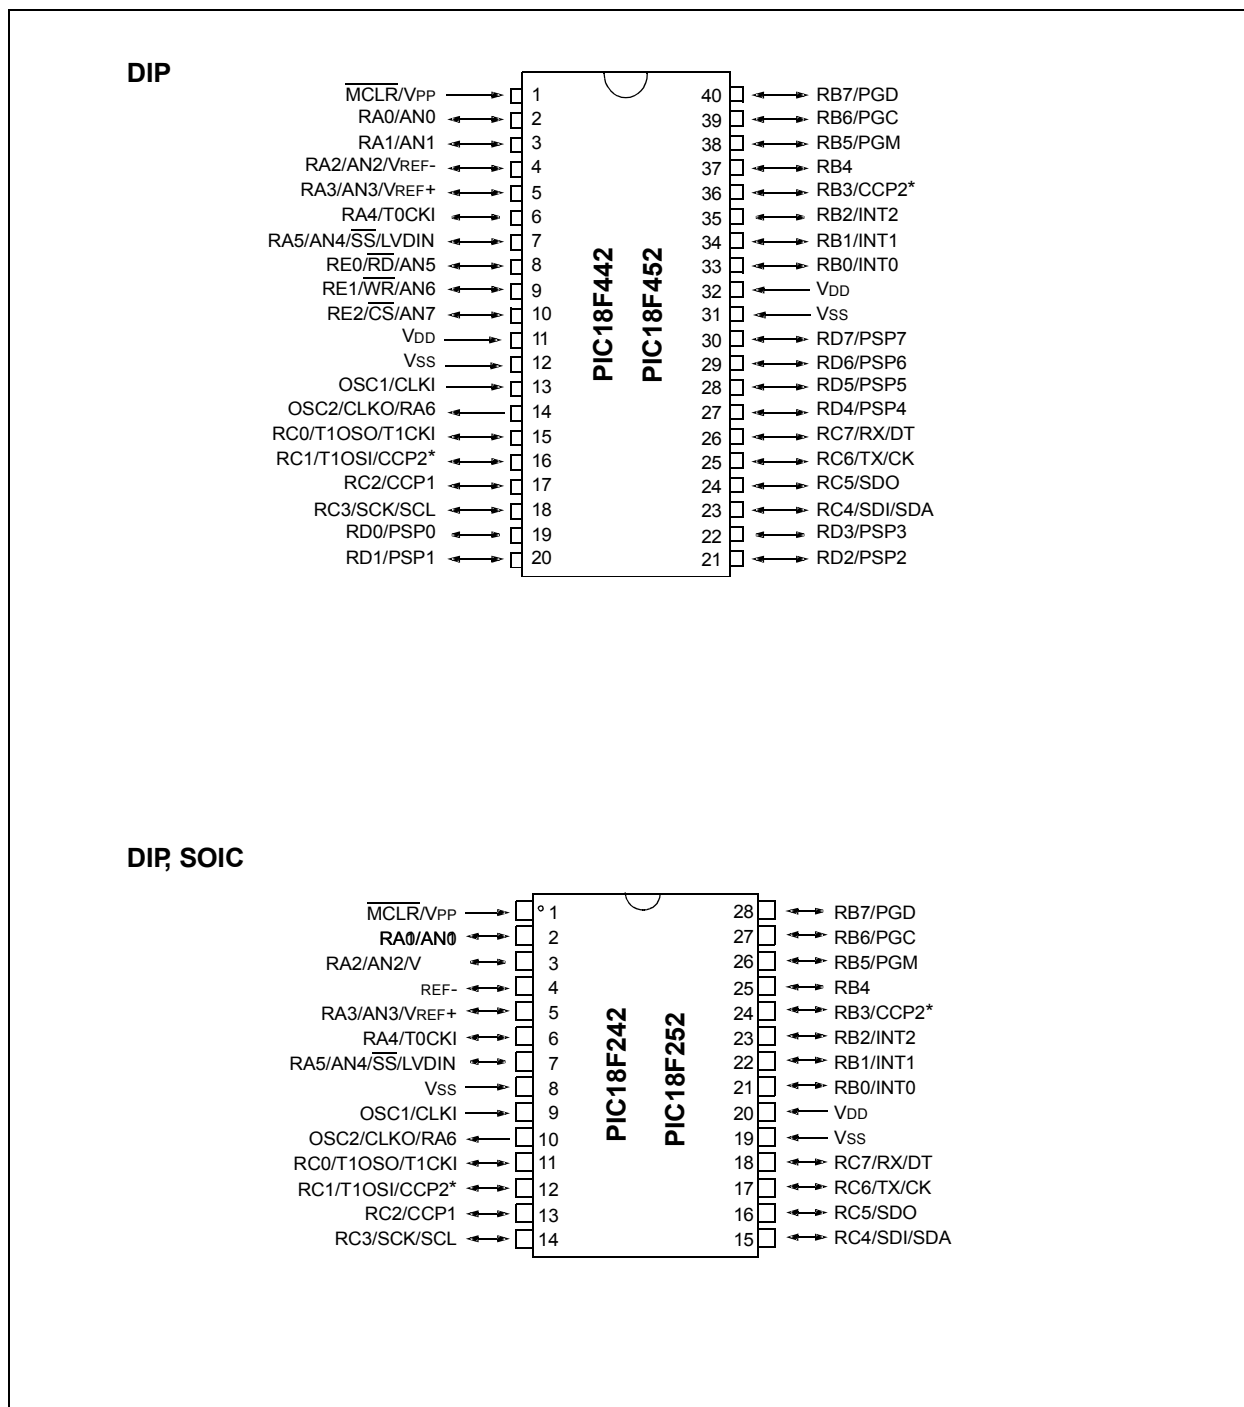 DIP
MCLR/VPP 1 40 RB7/PGD
RA0/AN0 2 39 RB6/PGC
RA1/AN1 3 38 RB5/PGM
RA2/AN2/VREF- 4 37 RB4
RA3/AN3/VREF+ 5 36 RB3/CCP2*
RA4/T0CKI 6 35 RB2/INT2
RA5/AN4/SS/LVDIN 7 34 RB1/INT1
RE0/RD/AN5 8 33 RB0/INT0
RE1/WR/AN6 9 32 VDD
RE2/CS/AN7 10 31 VSS
VDD 11 30 RD7/PSP7
VSS 12 29 RD6/PSP6
OSC1/CLKI 13 28 RD5/PSP5
OSC2/CLKO/RA6 14 27 RD4/PSP4
RC0/T1OSO/T1CKI 15 26 RC7/RX/DT
RC1/T1OSI/CCP2* 16 25 RC6/TX/CK
RC2/CCP1 17 24 RC5/SDO
RC3/SCK/SCL 18 23 RC4/SDI/SDA
RD0/PSP0 19 22 RD3/PSP3
RD1/PSP1 20 21 RD2/PSP2
PIC18F442
PIC18F452
DIP, SOIC
MCLR/VPP 1 28 RB7/PGD
2 27 RB6/PGC
RA2/AN2/V 3 26 RB5/PGM
REF- 4 25 RB4
RA3/AN3/VREF+ 5 24 RB3/CCP2*
RA4/T0CKI 6 23 RB2/INT2
RA5/AN4/SS/LVDIN 7 22 RB1/INT1
VSS 8 21 RB0/INT0
OSC1/CLKI 9 20 VDD
OSC2/CLKO/RA6 10 19 VSS
RC0/T1OSO/T1CKI 11 18 RC7/RX/DT
RC1/T1OSI/CCP2* 12 17 RC6/TX/CK
RC2/CCP1 13 16 RC5/SDO
RC3/SCK/SCL 14 15 RC4/SDI/SDA
PIC18F242
PIC18F252